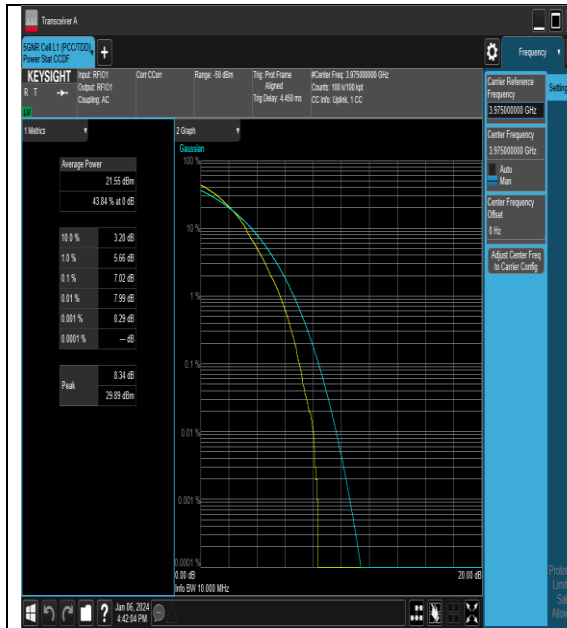 Transceiver A
5GNR Cell L1 (PCC/TDD),
Power Stat CCDF
+
Frequency
KEYSIGHT
R T
LV
Input: RFIO1
Output: RFIO1
Coupling: AC
Corr CCorr
Range: -50 dBm
Trig: Prot Frame
Aligned
Trig Delay: 4.450 ms
#Center Freq: 3.975000000 GHz
Counts: 100 k/100 kpt
CC Info: Uplink, 1 CC
Carrier Reference
Frequency
3.975000000 GHz
Setting
Center Frequency
3.975000000 GHz
Auto
Man
Center Frequency
Offset
0 Hz
Adjust Center Freq
to Carrier Config
1 Metrics
Average Power
21.55 dBm
43.84 % at 0 dB
10.0 % 3.20 dB
1.0 % 5.66 dB
0.1 % 7.02 dB
0.01 % 7.99 dB
0.001 % 8.29 dB
0.0001 % --- dB
Peak
8.34 dB
29.89 dBm
2 Graph
Gaussian
100 %
10 %
1 %
0.1 %
0.01 %
0.001 %
0.0001 %
0.00 dB 20.00 dB
Info BW 10.000 MHz
Jan 06, 2024
4:42:04 PM
?